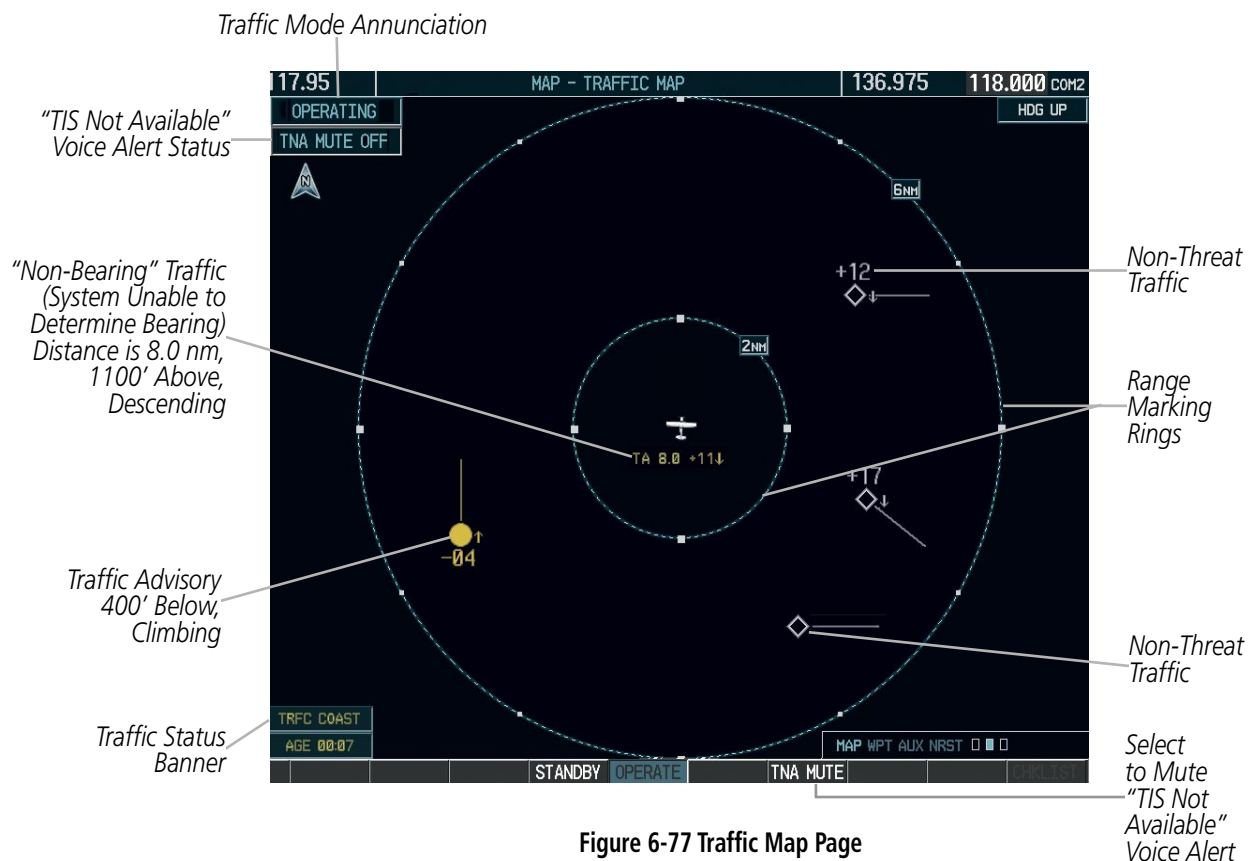 Traffic Mode Annunciation
117.95
MAP – TRAFFIC MAP
136.975
118.000 COM2
OPERATING
HDG UP
"TIS Not Available"
Voice Alert Status
TNA MUTE OFF
N
6NM
"Non-Bearing" Traffic
(System Unable to
Determine Bearing)
Distance is 8.0 nm,
1100' Above,
Descending
+12
Non-Threat
Traffic
2NM
Range
Marking
Rings
TA 8.0 +11↓
+17
-04
Traffic Advisory
400' Below,
Climbing
Non-Threat
Traffic
Traffic Status
Banner
TRFC COAST
AGE 00:07
MAP WPT AUX NRST
STANDBY
OPERATE
TNA MUTE
CHKLIST
Select
to Mute
"TIS Not
Available"
Voice Alert
Figure 6-77 Traffic Map Page